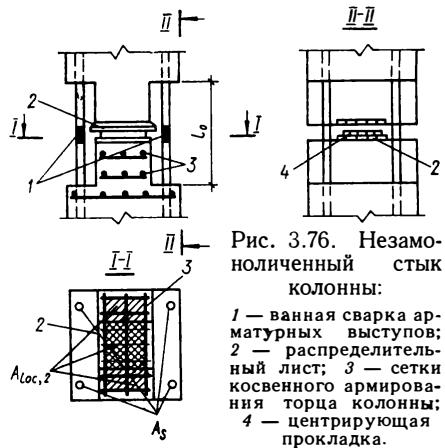 II
II-II
2
I
I
l₀
3
1
4
2
II
I-I
3
2
Aloc,2
As
Рис. 3.76. Незамо-
ноличенный стык
колонны:
1 — ванная сварка ар-
матурных выступов;
2 — распределитель-
ный лист; 3 — сетки
косвенного армирова-
ния торца колонны;
4 — центрирующая
прокладка.